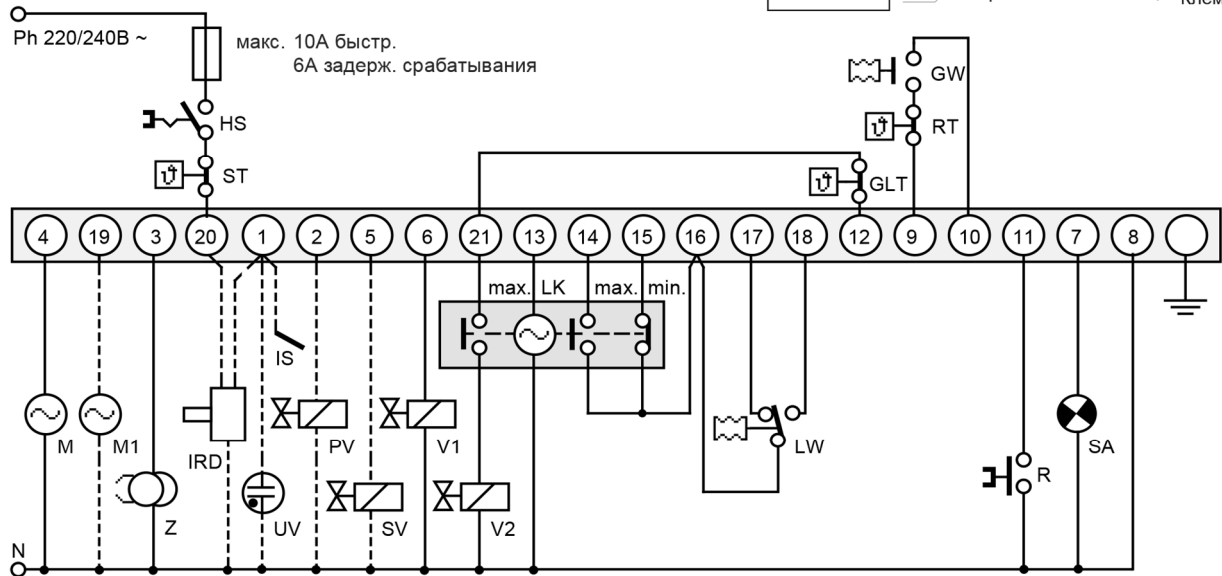 Клем
Ph 220/240В ~
макс. 10А быстр.
6А задерж. срабатывания
GW
HS
RT
ϑ
ST
ϑ
ϑ
GLT
4 19 3 20 1 2 5 6 21 13 14 15 16 17 18 12 9 10 11 7 8
max. LK max. min.
IS
M M1 IRD PV V1 LW R SA
Z UV SV V2
N